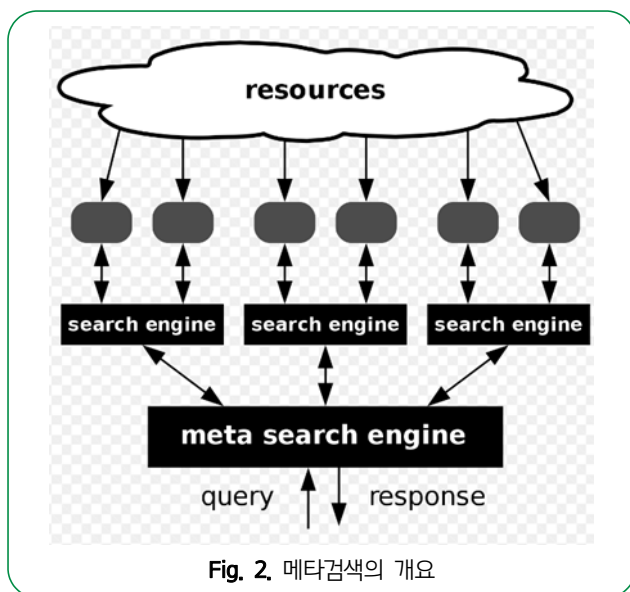 resources
search engine search engine search engine
meta search engine
query response
Fig. 2. 메타검색의 개요